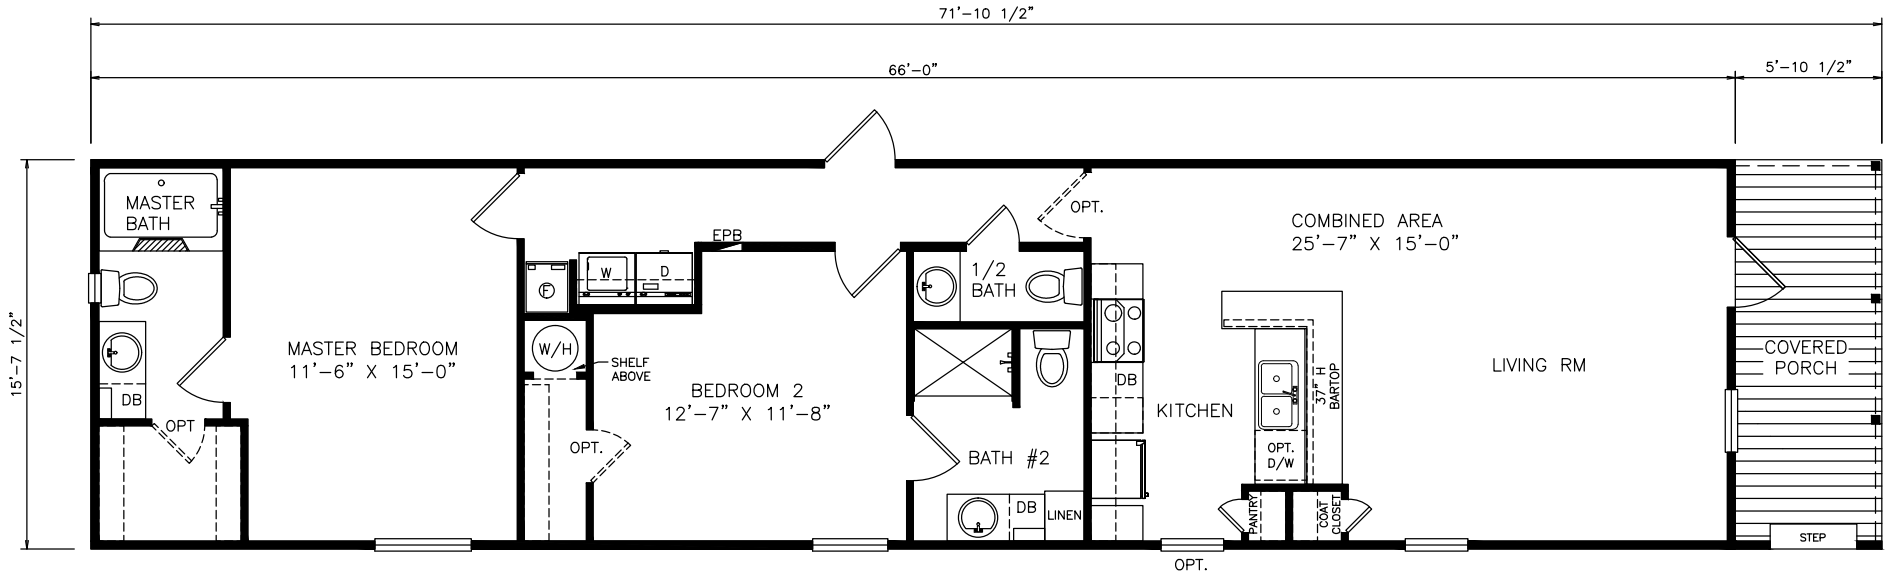 71'-10 1/2"
66'-0"
5'-10 1/2"
15'-7 1/2"
MASTER
BATH
DB
OPT
MASTER BEDROOM
11'-6" X 15'-0"
EPB
W
D
F
W/H
SHELF
ABOVE
OPT.
BEDROOM 2
12'-7" X 11'-8"
1/2
BATH
OPT.
BATH #2
DB
LINEN
DB
KITCHEN
COMBINED AREA
25'-7" X 15'-0"
37" H
BARTOP
OPT.
D/W
PANTRY
COAT
CLOSET
OPT.
LIVING RM
COVERED
PORCH
STEP